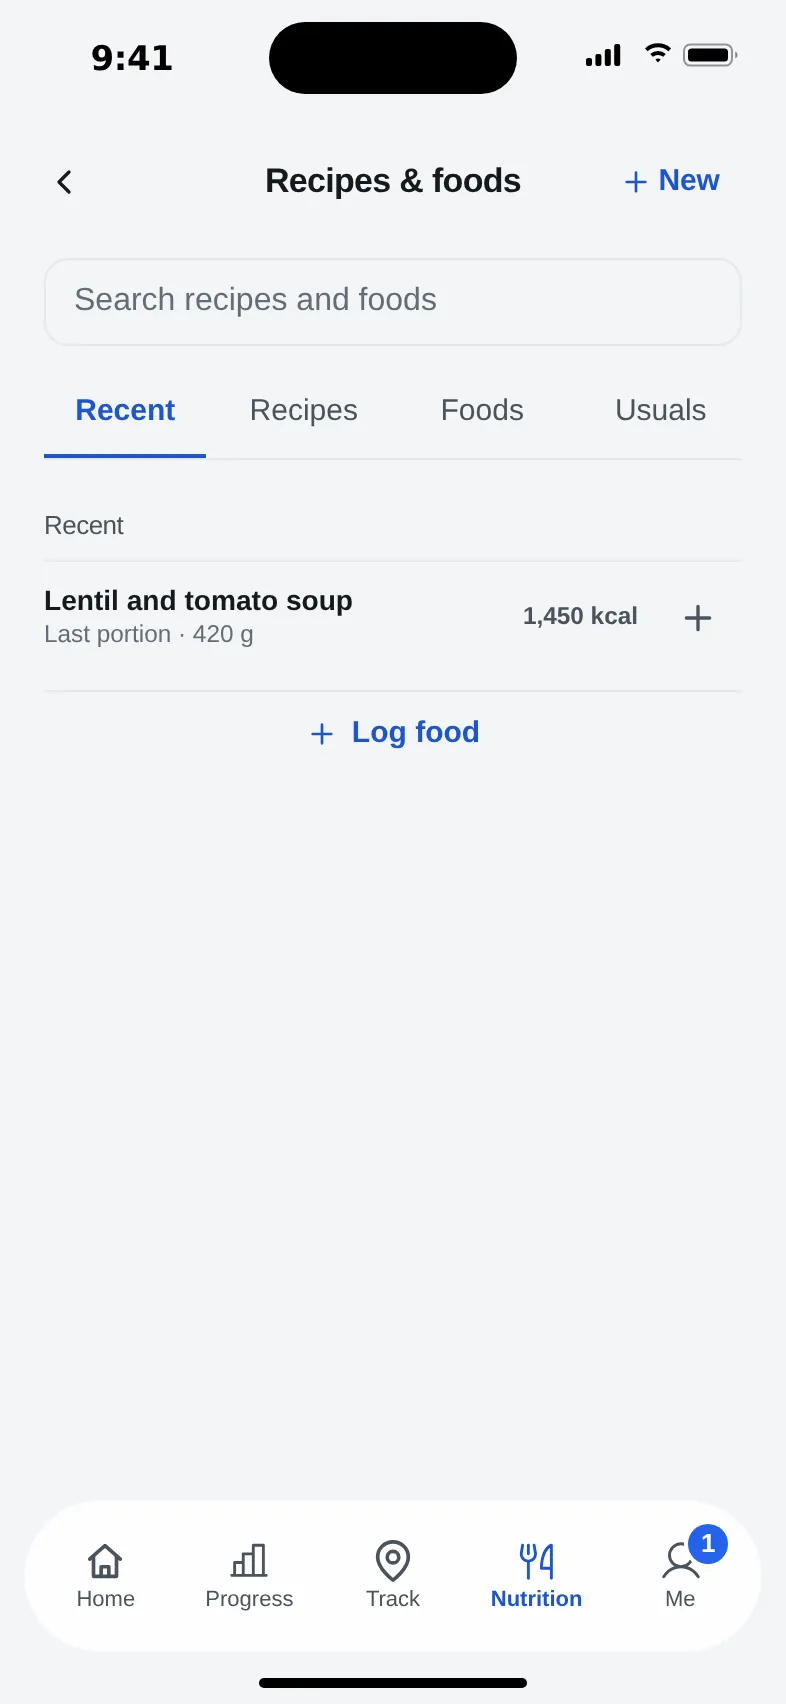 9:41
Recipes & foods
+ New
Search recipes and foods
Recent
Recipes
Foods
Usuals
Recent
Lentil and tomato soup
1,450 kcal
Last portion · 420 g
+ Log food
Home
Progress
Track
Nutrition
Me
1